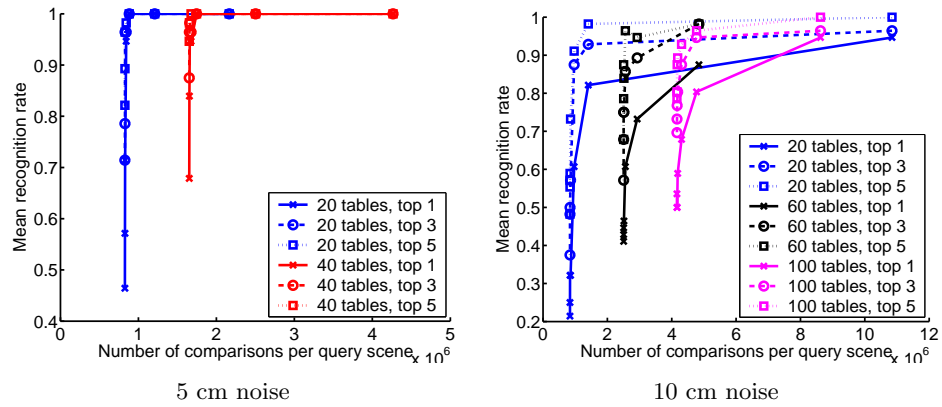 1
0.9
0.8
0.7
0.6
0.5
0.4
Mean recognition rate
0 1 2 3 4 5
Number of comparisons per query scene x 10^6
20 tables, top 1
20 tables, top 3
20 tables, top 5
40 tables, top 1
40 tables, top 3
40 tables, top 5
5 cm noise
1
0.9
0.8
0.7
0.6
0.5
0.4
0.3
0.2
Mean recognition rate
0 2 4 6 8 10 12
Number of comparisons per query scene x 10^6
20 tables, top 1
20 tables, top 3
20 tables, top 5
60 tables, top 1
60 tables, top 3
60 tables, top 5
100 tables, top 1
100 tables, top 3
100 tables, top 5
10 cm noise